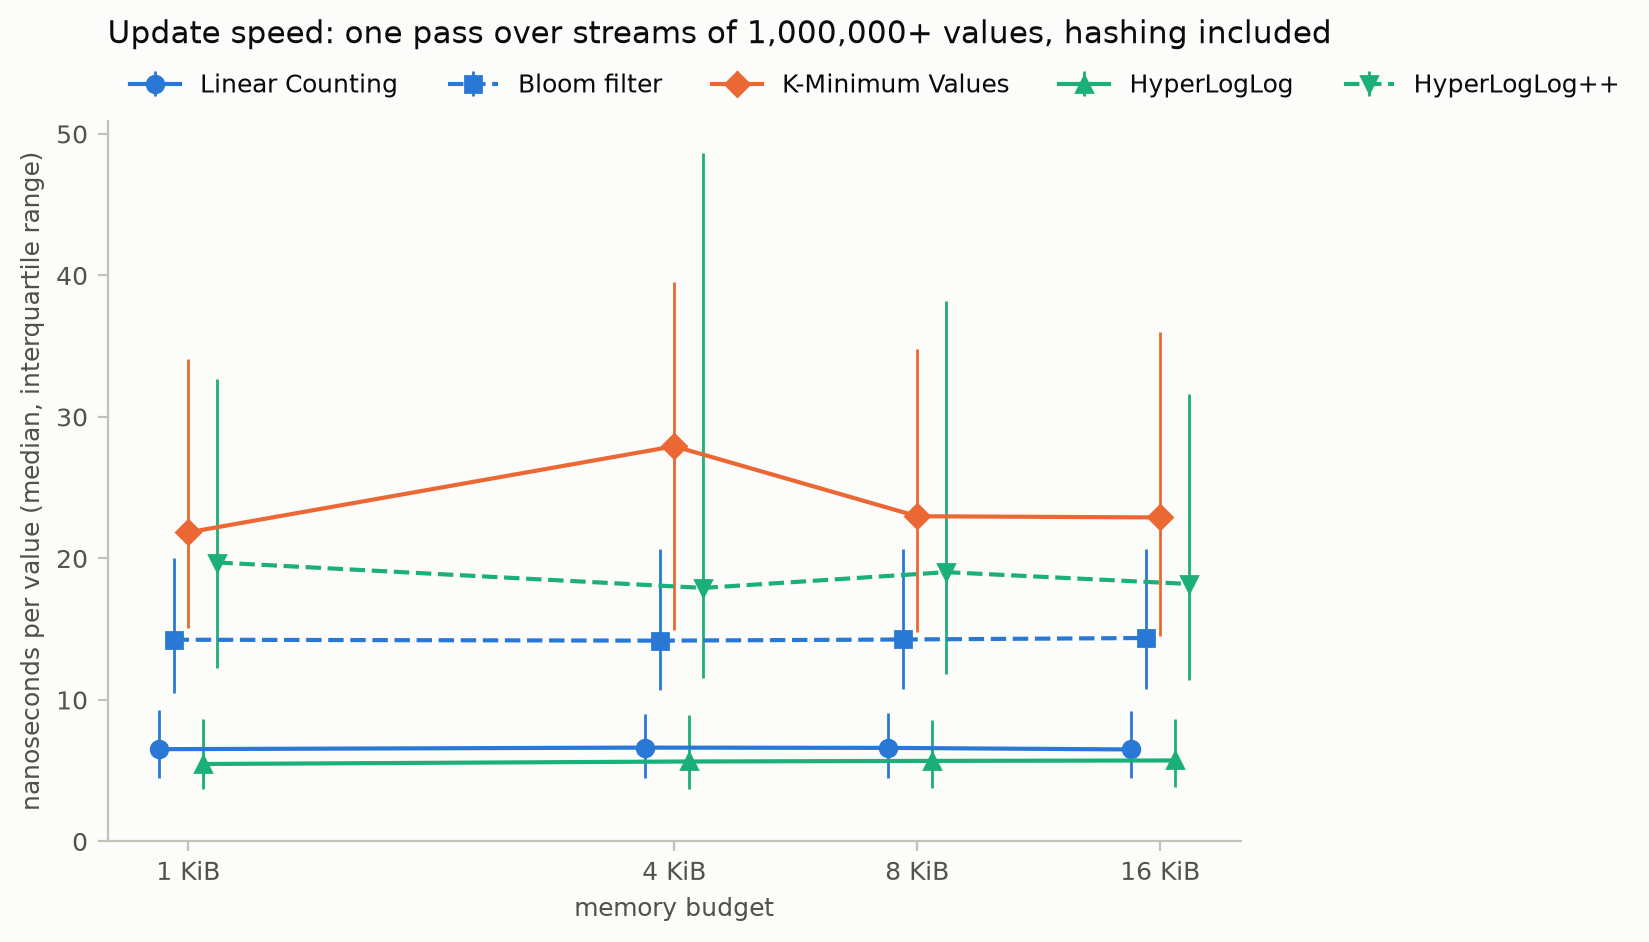 Update speed: one pass over streams of 1,000,000+ values, hashing included
Linear Counting Bloom filter K-Minimum Values HyperLogLog HyperLogLog++
nanoseconds per value (median, interquartile range)
50
40
30
20
10
0
1 KiB 4 KiB 8 KiB 16 KiB
memory budget